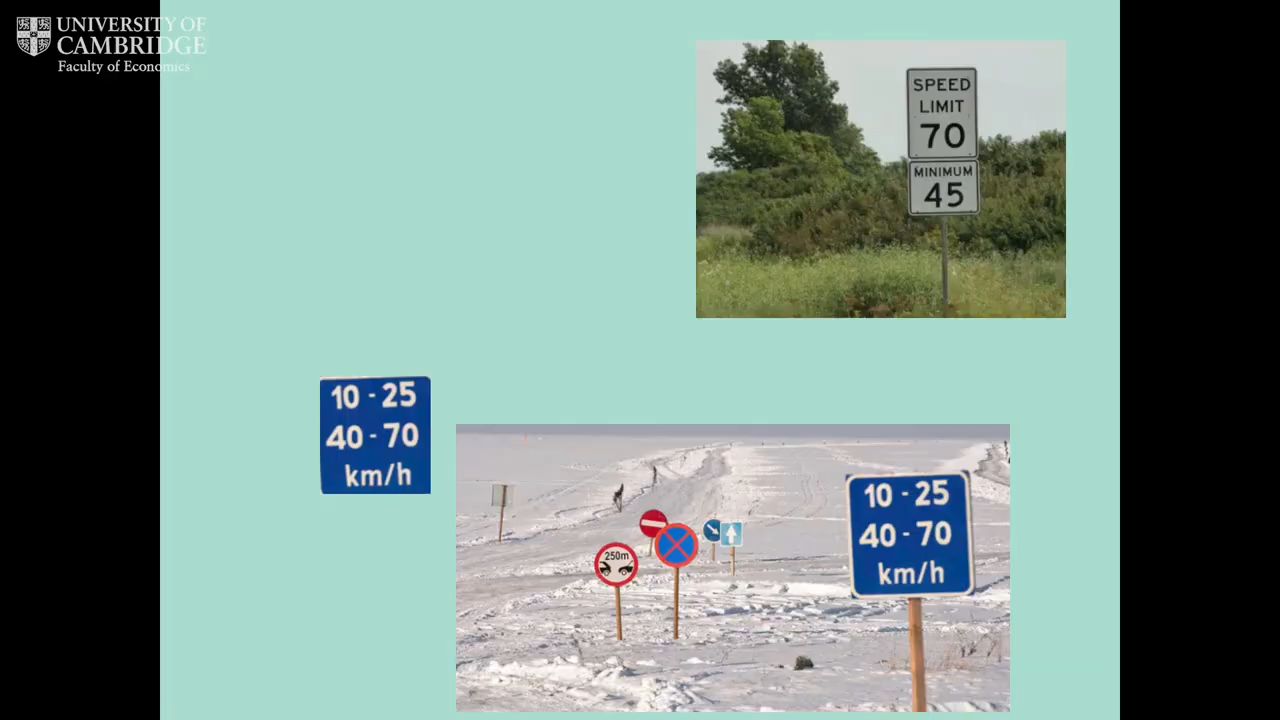 UNIVERSITY OF
CAMBRIDGE
Faculty of Economics
SPEED
LIMIT
70
MINIMUM
45
10 - 25
40 - 70
km/h
250m
10 - 25
40 - 70
km/h